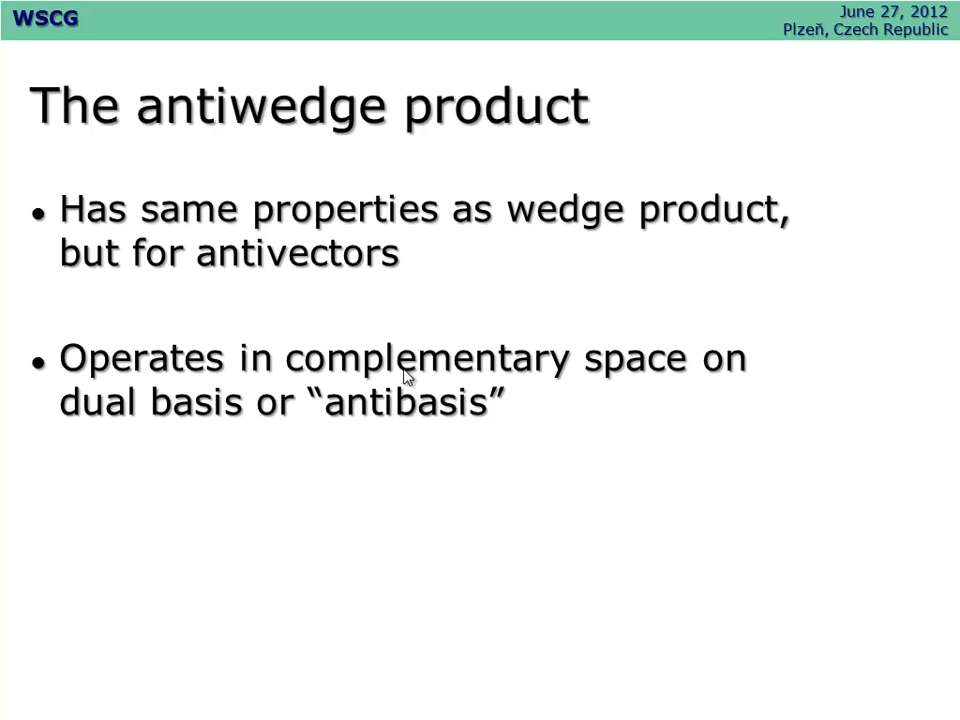 WSCG
June 27, 2012
Plzeň, Czech Republic
The antiwedge product
• Has same properties as wedge product,
but for antivectors
• Operates in complementary space on
dual basis or “antibasis”